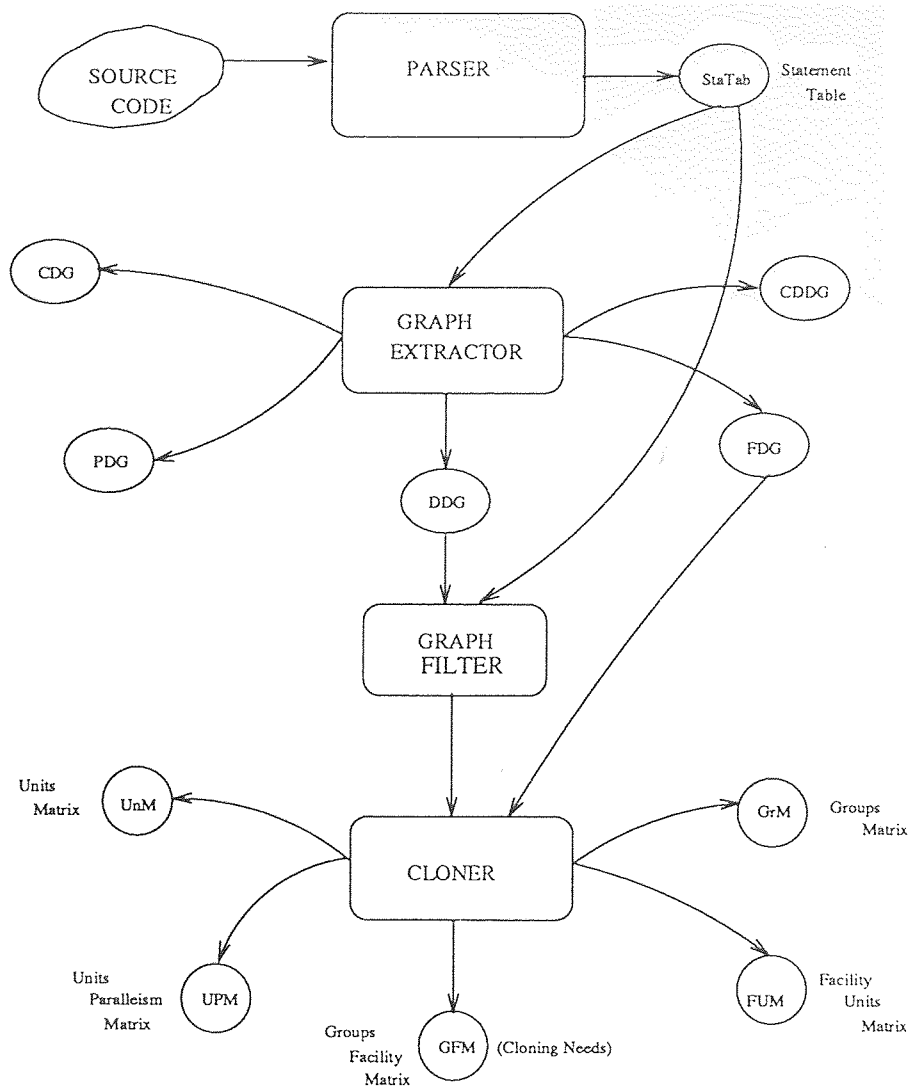 SOURCE
CODE
PARSER
StaTab
Statement
Table
CDG
GRAPH
EXTRACTOR
CDDG
PDG
DDG
FDG
GRAPH
FILTER
Units
Matrix
UnM
CLONER
GrM
Groups
Matrix
Units
Paralleism
Matrix
UPM
Groups
Facility
Matrix
GFM
(Cloning Needs)
FUM
Facility
Units
Matrix